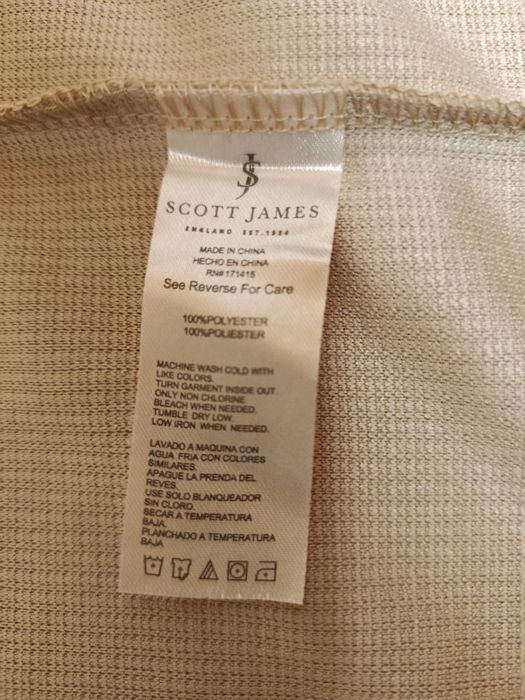 SJ
SCOTT JAMES
ENGLAND EST.1984
MADE IN CHINA
HECHO EN CHINA
RN#171415
See Reverse For Care
100%POLYESTER
100%POLIESTER
MACHINE WASH COLD WITH
LIKE COLORS.
TURN GARMENT INSIDE OUT.
ONLY NON CHLORINE
BLEACH WHEN NEEDED.
TUMBLE DRY LOW.
LOW IRON WHEN NEEDED.
LAVADO A MAQUINA CON
AGUA FRIA CON COLORES
SIMILARES.
APAGUE LA PRENDA DEL
REVES.
USE SOLO BLANQUEADOR
SIN CLORO.
SECAR A TEMPERATURA
BAJA.
PLANCHADO A TEMPERATURA
BAJA